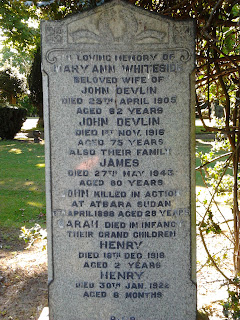 IN LOVING MEMORY OF
MARY ANN WHITESIDE
BELOVED WIFE OF
JOHN DEVLIN
DIED 25TH APRIL 1905
AGED 62 YEARS
JOHN DEVLIN
DIED 1ST NOV. 1916
AGED 75 YEARS
ALSO THEIR FAMILY
JAMES
DIED 27TH MAY 1943
AGED 80 YEARS
JOHN KILLED IN ACTION
AT ATBARA SUDAN
APRIL 1898 AGED 28 YEARS
SARAH DIED IN INFANCY
THEIR GRAND CHILDREN
HENRY
DIED 16TH DEC. 1918
AGED 2 YEARS
HENRY
DIED 30TH JAN. 1922
AGED 8 MONTHS